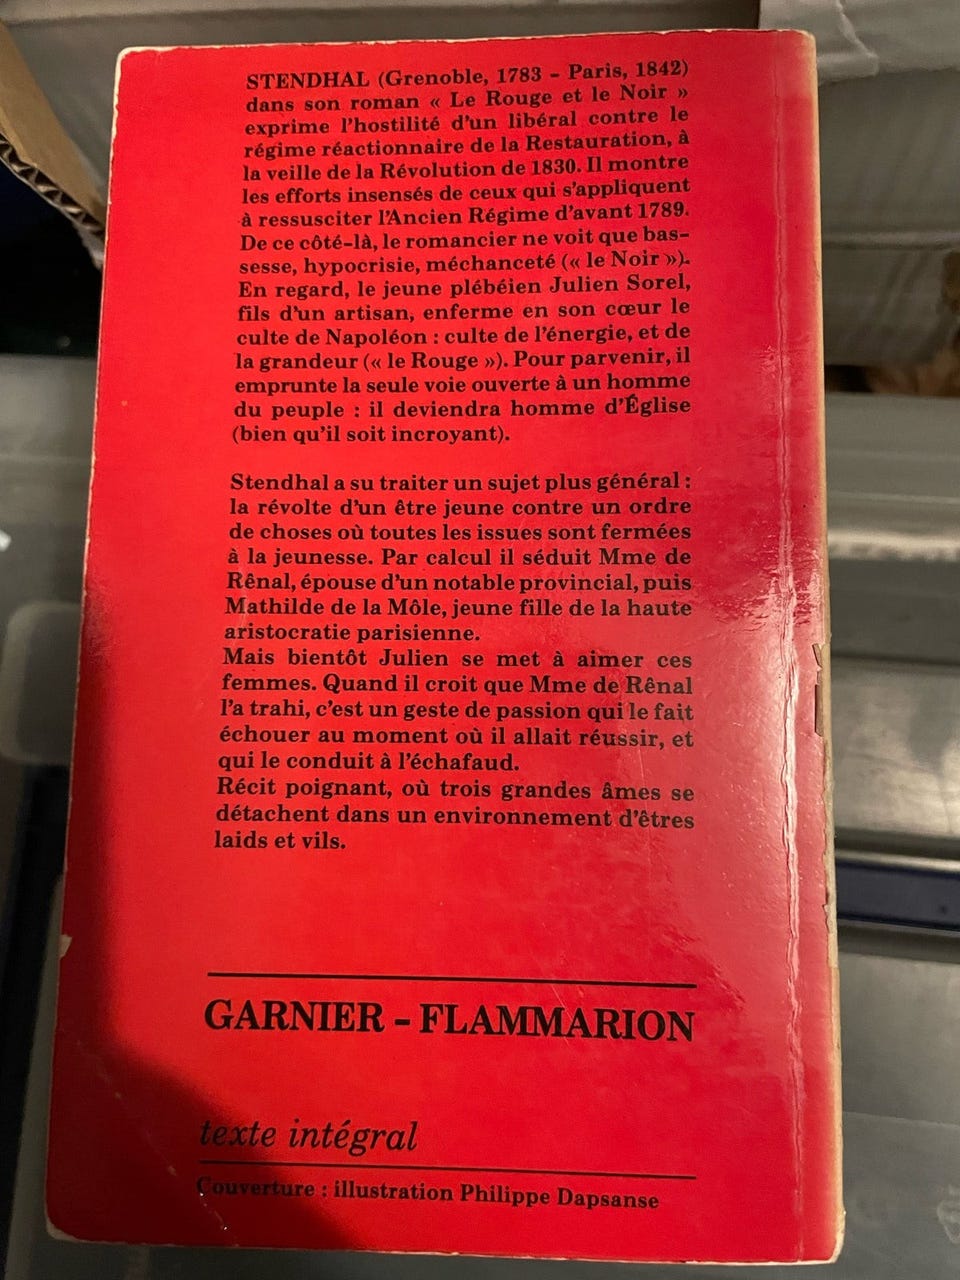 STENDHAL (Grenoble, 1783 - Paris, 1842)
dans son roman « Le Rouge et le Noir »
exprime l'hostilité d'un libéral contre le
régime réactionnaire de la Restauration, à
la veille de la Révolution de 1830. Il montre
les efforts insensés de ceux qui s'appliquent
à ressusciter l'Ancien Régime d'avant 1789.
De ce côté-là, le romancier ne voit que bas-
sesse, hypocrisie, méchanceté (« le Noir »).
En regard, le jeune plébéien Julien Sorel,
fils d'un artisan, enferme en son cœur le
culte de Napoléon : culte de l'énergie, et de
la grandeur (« le Rouge »). Pour parvenir, il
emprunte la seule voie ouverte à un homme
du peuple : il deviendra homme d'Église
(bien qu'il soit incroyant).
Stendhal a su traiter un sujet plus général :
la révolte d'un être jeune contre un ordre
de choses où toutes les issues sont fermées
à la jeunesse. Par calcul il séduit Mme de
Rênal, épouse d'un notable provincial, puis
Mathilde de la Môle, jeune fille de la haute
aristocratie parisienne.
Mais bientôt Julien se met à aimer ces
femmes. Quand il croit que Mme de Rênal
l'a trahi, c'est un geste de passion qui le fait
échouer au moment où il allait réussir, et
qui le conduit à l'échafaud.
Récit poignant, où trois grandes âmes se
détachent dans un environnement d'êtres
laids et vils.
GARNIER - FLAMMARION
texte intégral
Couverture : illustration Philippe Dapsanse